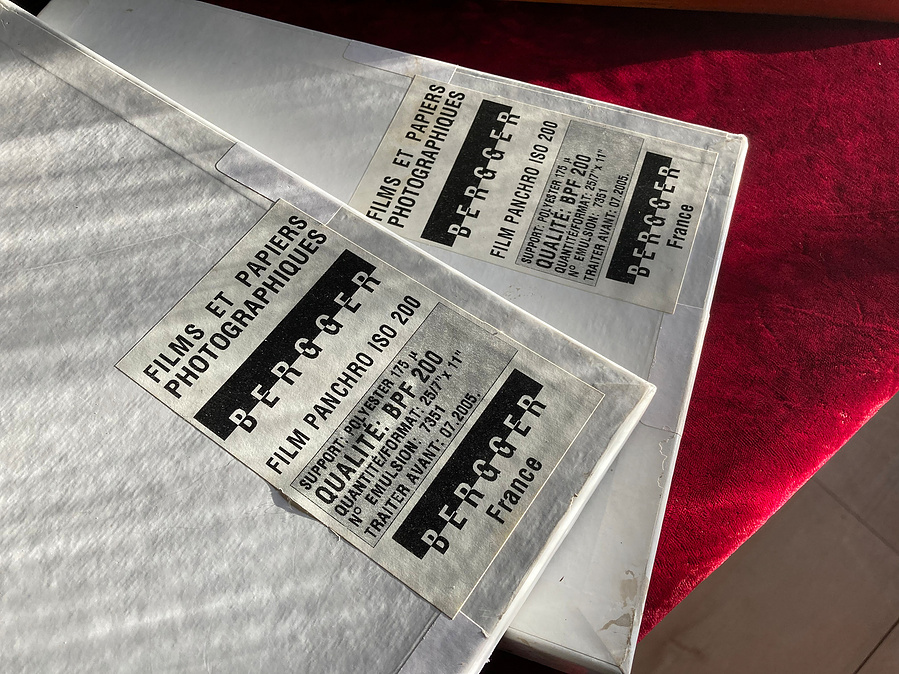 FILMS ET PAPIERS
PHOTOGRAPHIQUES
BERGGER
FILM PANCHRO ISO 200
SUPPORT: POLYESTER 175 µ
QUALITE: BPF 200
QUANTITE/FORMAT: 25/7"X 11"
N° EMULSION: 7351
TRAITER AVANT: 07.2005.
BERGGER
France
FILMS ET PAPIERS
PHOTOGRAPHIQUES
BERGGER
FILM PANCHRO ISO 200
SUPPORT: POLYESTER 175 µ
QUALITE: BPF 200
QUANTITE/FORMAT: 25/7"X 11"
N° EMULSION: 7351
TRAITER AVANT: 07.2005.
BERGGER
France